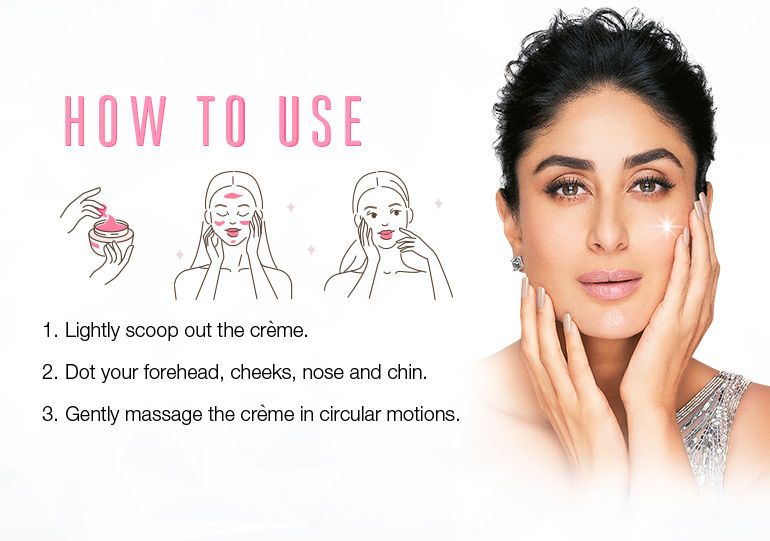 HOW TO USE
1. Lightly scoop out the crème.
2. Dot your forehead, cheeks, nose and chin.
3. Gently massage the crème in circular motions.